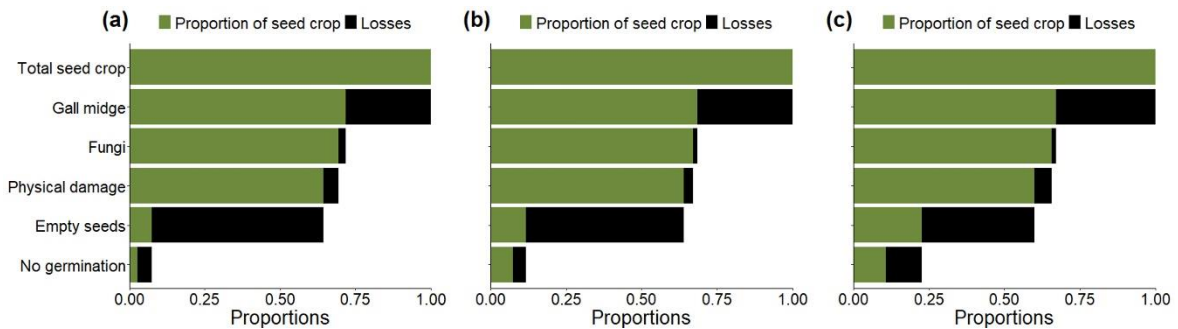 (a) Proportion of seed crop Losses
Total seed crop
Gall midge
Fungi
Physical damage
Empty seeds
No germination
0.00 0.25 0.50 0.75 1.00
Proportions
(b) Proportion of seed crop Losses
0.00 0.25 0.50 0.75 1.00
Proportions
(c) Proportion of seed crop Losses
0.00 0.25 0.50 0.75 1.00
Proportions